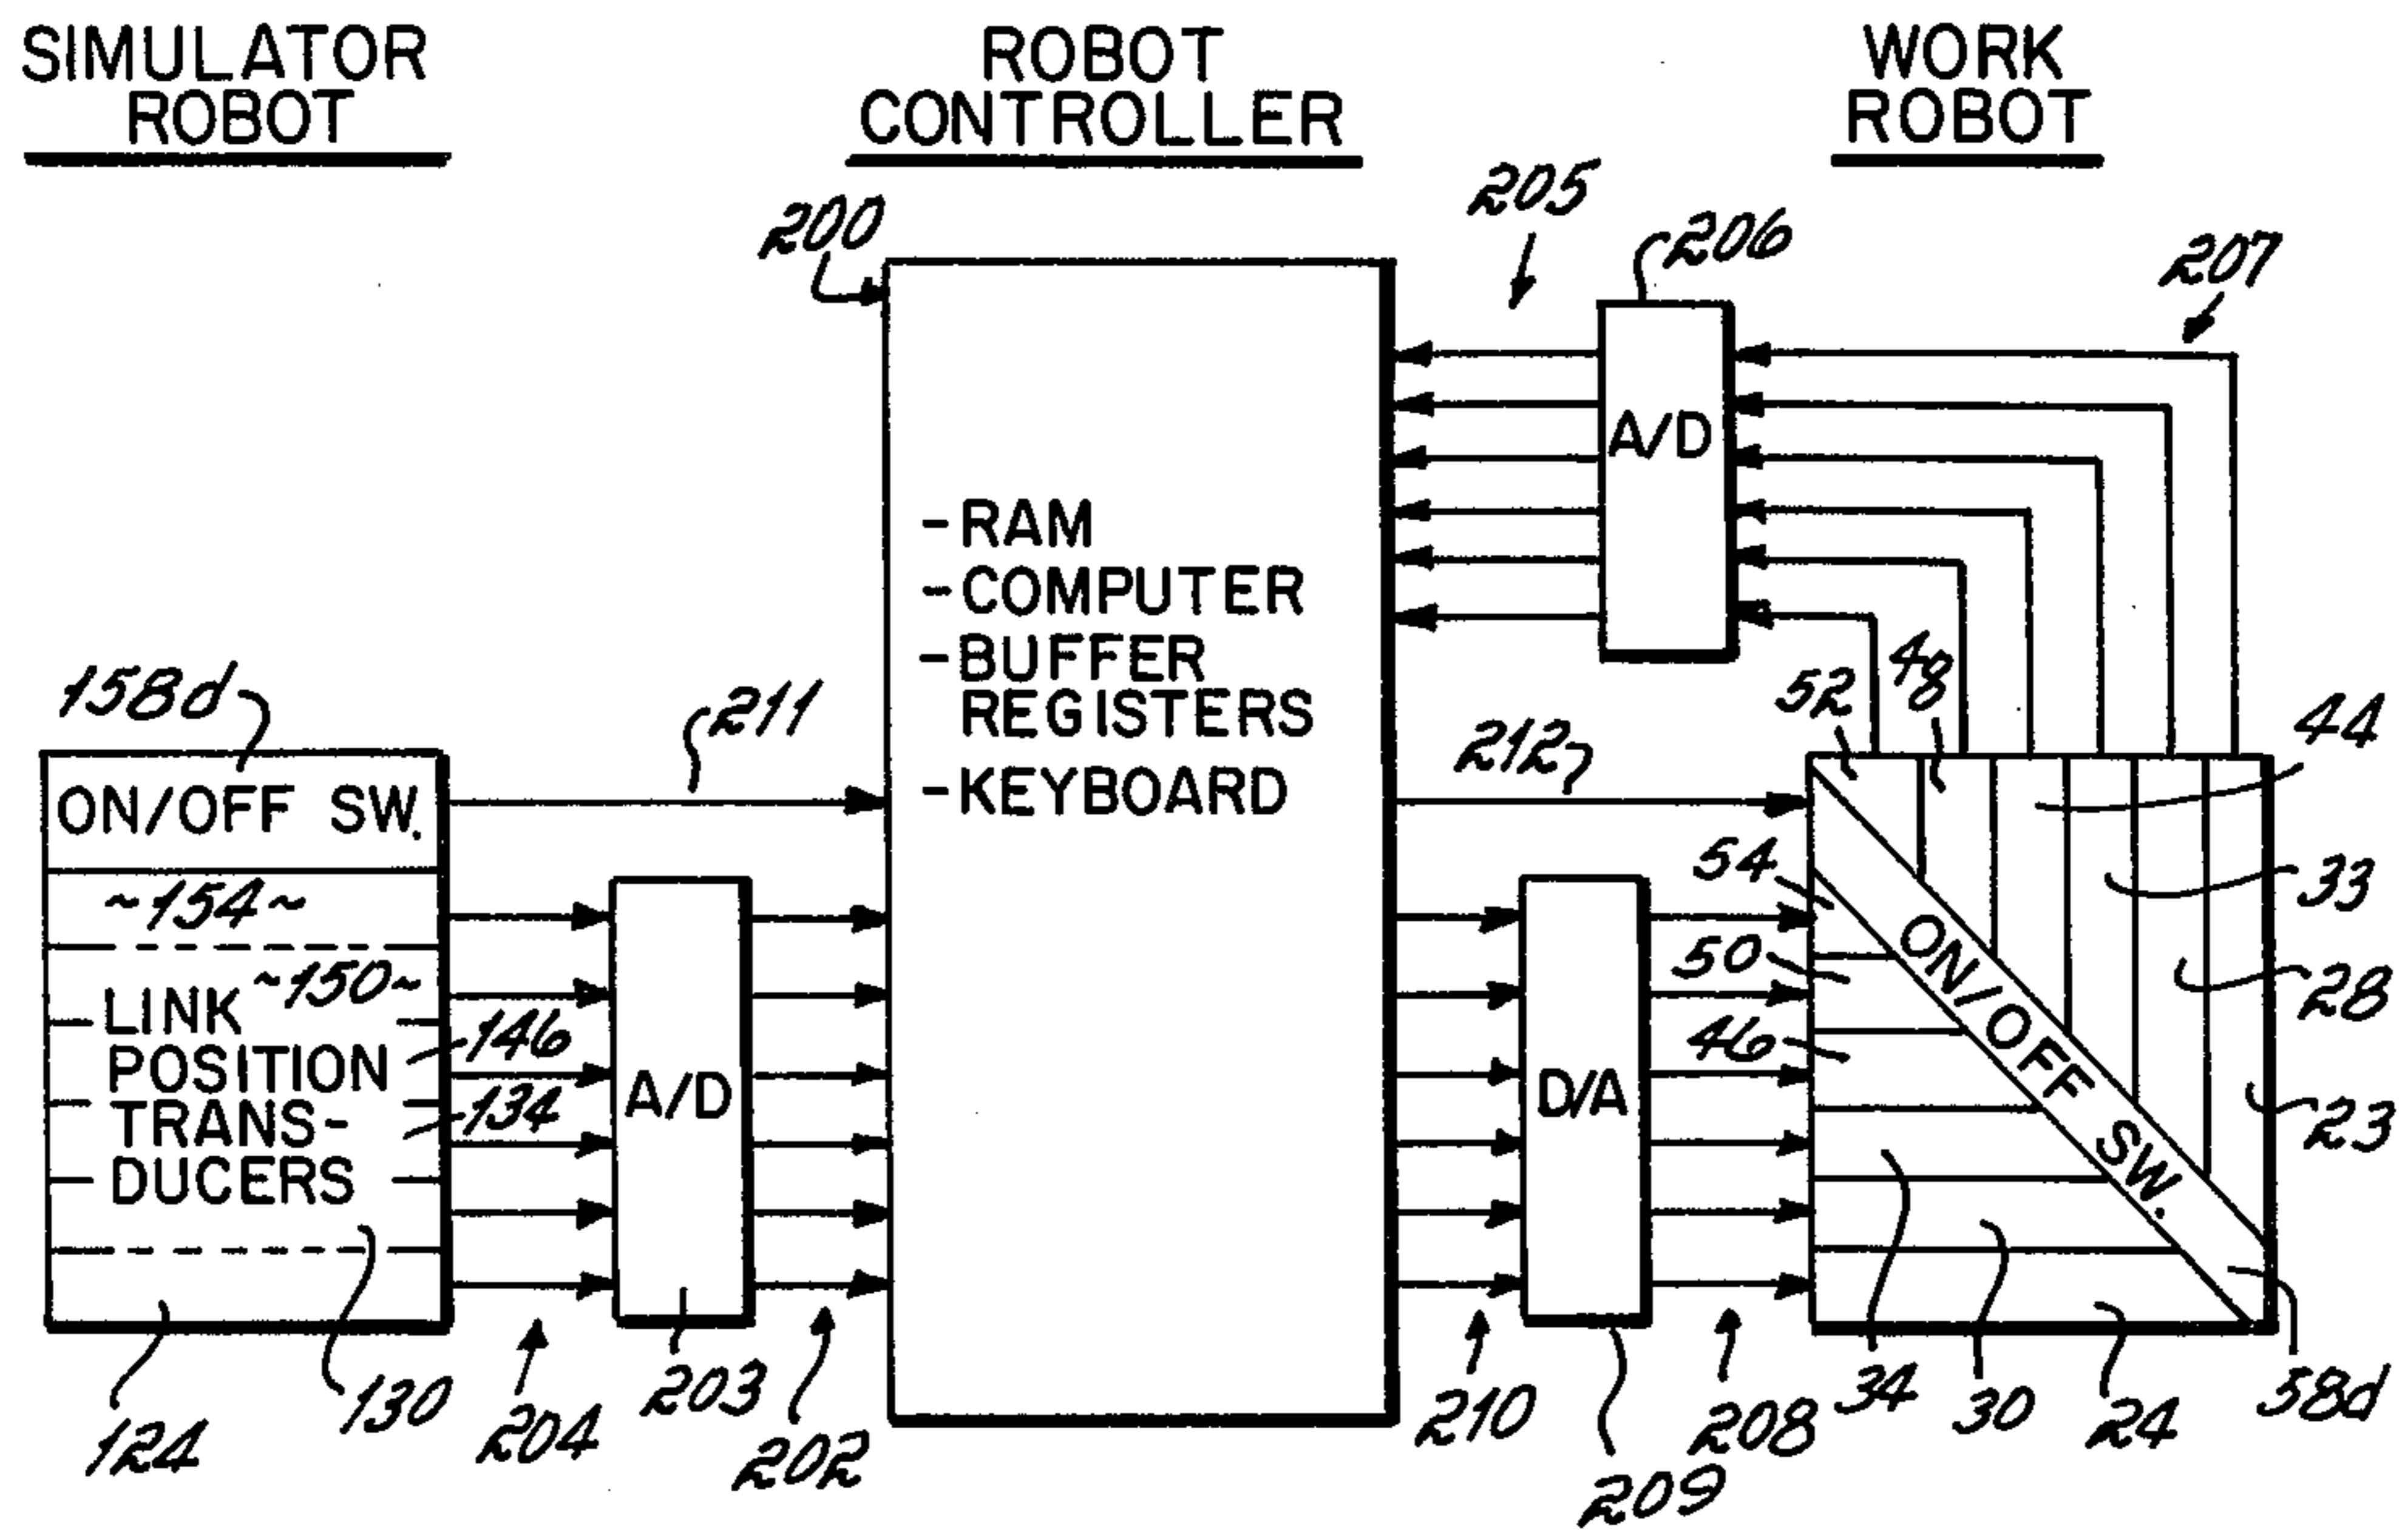 SIMULATOR
ROBOT
ROBOT
CONTROLLER
WORK
ROBOT
200
205
206
207
A/D
-RAM
-COMPUTER
-BUFFER
REGISTERS
-KEYBOARD
158d
211
212
52
48
44
ON/OFF SW.
~154~
~150~
LINK
POSITION
TRANS-
DUCERS
146
134
A/D
D/A
54
50
46
ON/OFF SW.
33
28
23
124
130
204
203
202
210
209
208
34
30
24
58d